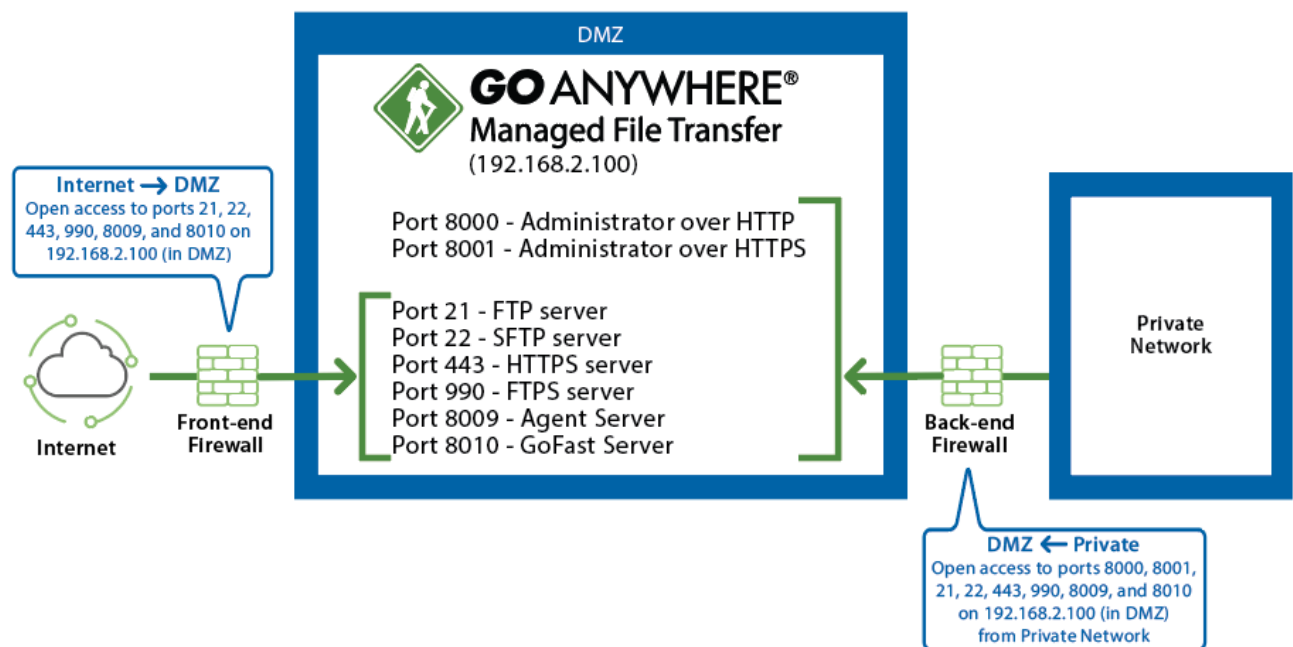 DMZ
GO ANYWHERE®
Managed File Transfer
(192.168.2.100)
Internet → DMZ
Open access to ports 21, 22,
443, 990, 8009, and 8010 on
192.168.2.100 (in DMZ)
Port 8000 - Administrator over HTTP
Port 8001 - Administrator over HTTPS
Port 21 - FTP server
Port 22 - SFTP server
Port 443 - HTTPS server
Port 990 - FTPS server
Port 8009 - Agent Server
Port 8010 - GoFast Server
Internet
Front-end
Firewall
Back-end
Firewall
Private
Network
DMZ ← Private
Open access to ports 8000, 8001,
21, 22, 443, 990, 8009, and 8010
on 192.168.2.100 (in DMZ)
from Private Network